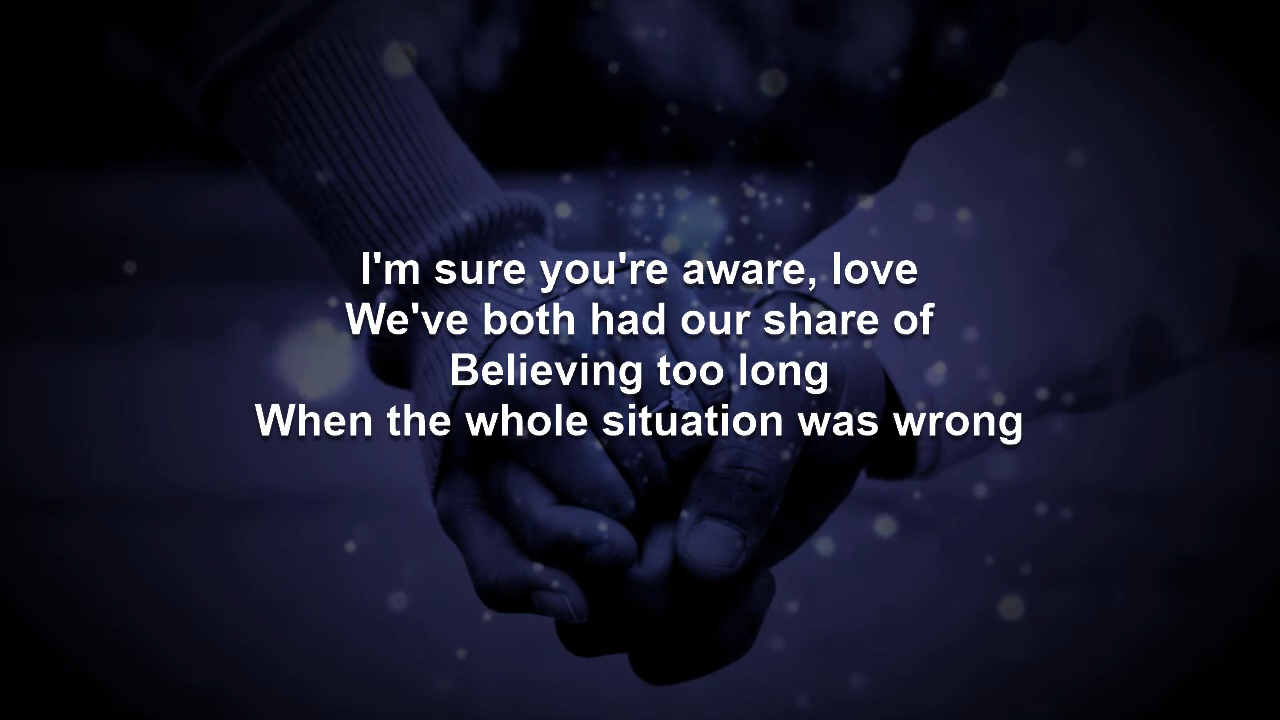 I'm sure you're aware, love
We've both had our share of
Believing too long
When the whole situation was wrong